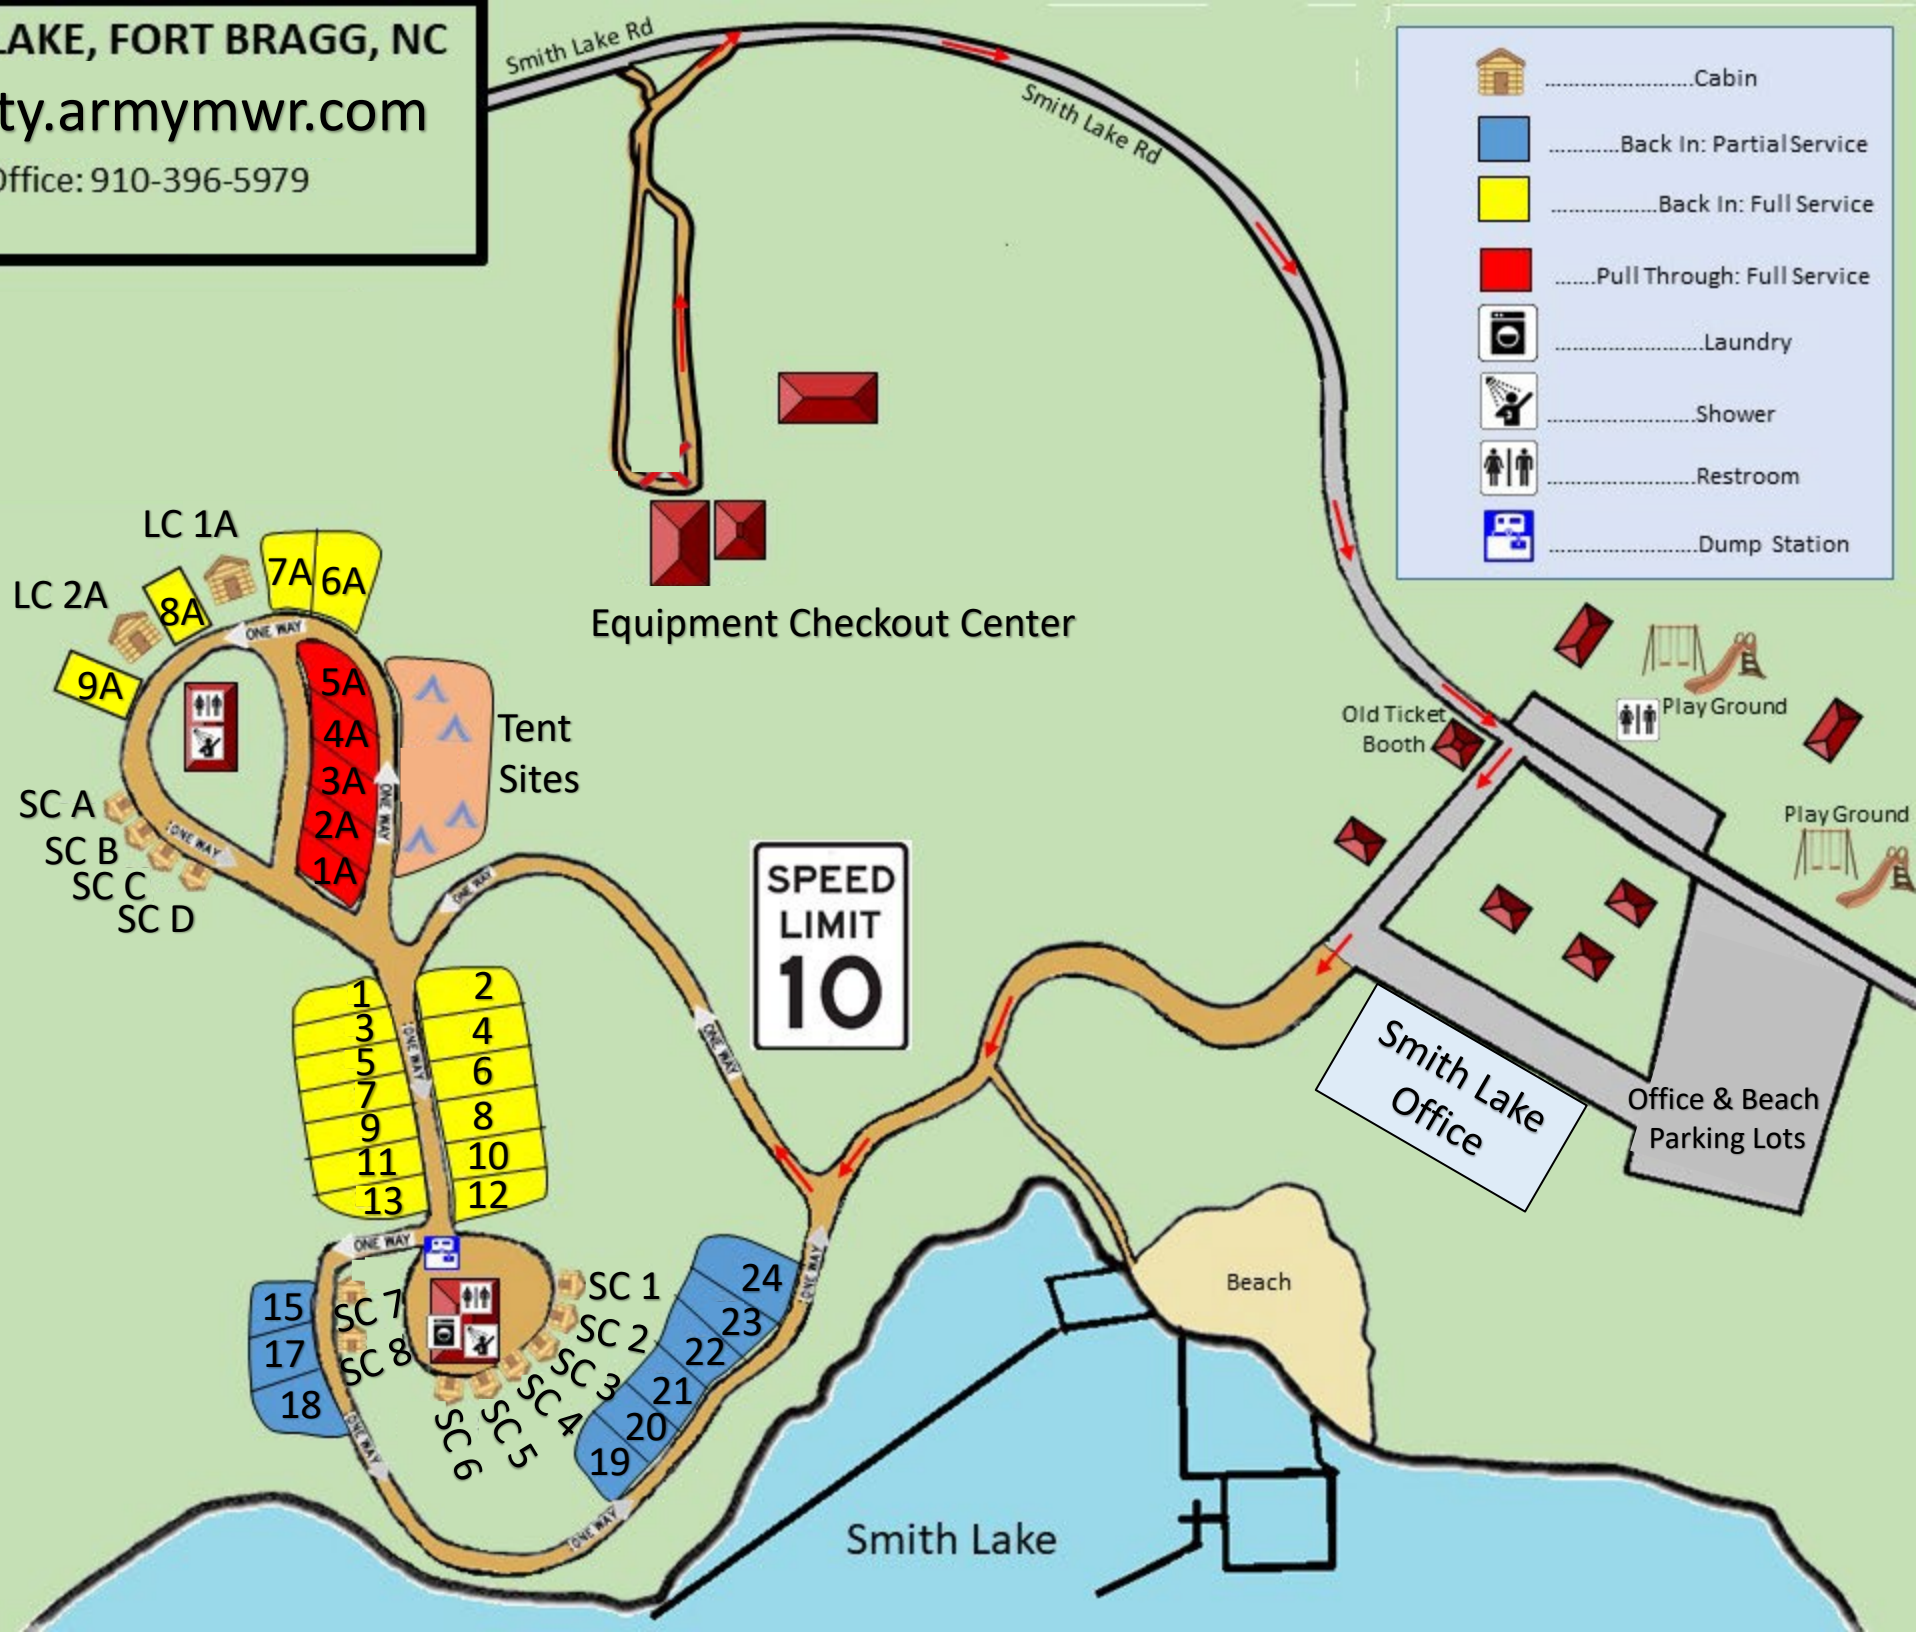 LAKE, FORT BRAGG, NC
ty.armymwr.com
Office: 910-396-5979
Smith Lake Rd
Smith Lake Rd
Cabin
Back In: Partial Service
Back In: Full Service
Pull Through: Full Service
Laundry
Shower
Restroom
Dump Station
LC 1A
LC 2A
7A
6A
8A
9A
ONE WAY
5A
4A
3A
2A
1A
ONE WAY
Tent
Sites
Equipment Checkout Center
SC A
SC B
SC C
SC D
ONE WAY
ONE WAY
SPEED
LIMIT
10
Old Ticket
Booth
Play Ground
Play Ground
1
3
5
7
9
11
13
2
4
6
8
10
12
ONE WAY
ONE WAY
ONE WAY
15
17
18
SC 7
SC 8
SC 1
SC 2
SC 3
SC 4
SC 5
SC 6
24
23
22
21
20
19
ONE WAY
ONE WAY
ONE WAY
Smith Lake
Office
Office & Beach
Parking Lots
Beach
Smith Lake